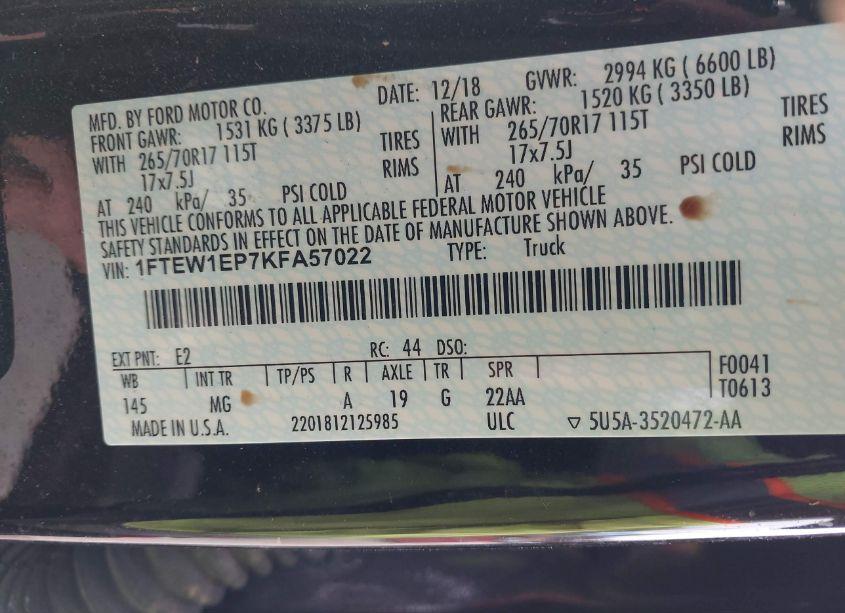 MFD. BY FORD MOTOR CO. DATE: 12/18 GVWR: 2994 KG ( 6600 LB)
FRONT GAWR: 1531 KG ( 3375 LB) REAR GAWR: 1520 KG ( 3350 LB)
WITH 265/70R17 115T TIRES WITH 265/70R17 115T TIRES
17x7.5J RIMS 17x7.5J RIMS
AT 240 kPa/ 35 PSI COLD AT 240 kPa/ 35 PSI COLD
THIS VEHICLE CONFORMS TO ALL APPLICABLE FEDERAL MOTOR VEHICLE
SAFETY STANDARDS IN EFFECT ON THE DATE OF MANUFACTURE SHOWN ABOVE.
VIN: 1FTEW1EP7KFA57022 TYPE: Truck
EXT PNT: E2 RC: 44 DSO:
WB INT TR TP/PS R AXLE TR SPR F0041
145 MG A 19 G 22AA T0613
MADE IN U.S.A. 2201812125985 ULC ▽ 5U5A-3520472-AA